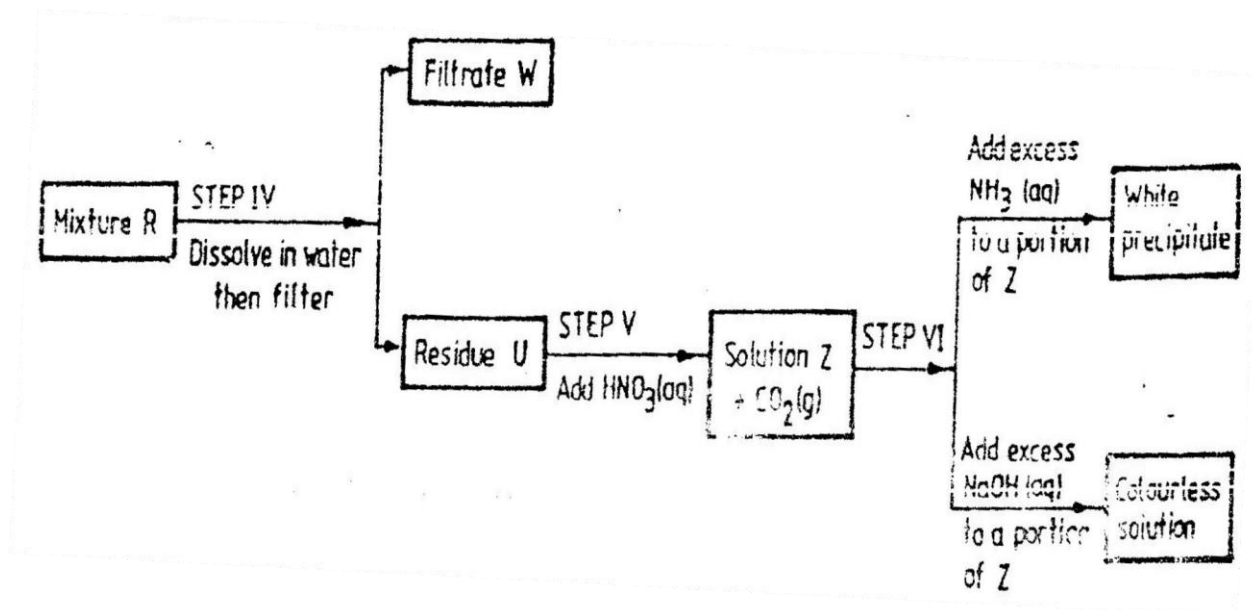 Filtrate W
Mixture R
STEP IV
Dissolve in water
then filter
Residue U
STEP V
Add HNO₃(aq)
Solution Z
+ CO₂(g)
STEP VI
Add excess
NH₃ (aq)
to a portion
of Z
White
precipitate
Add excess
NaOH (aq)
to a portion
of Z
Colourless
solution